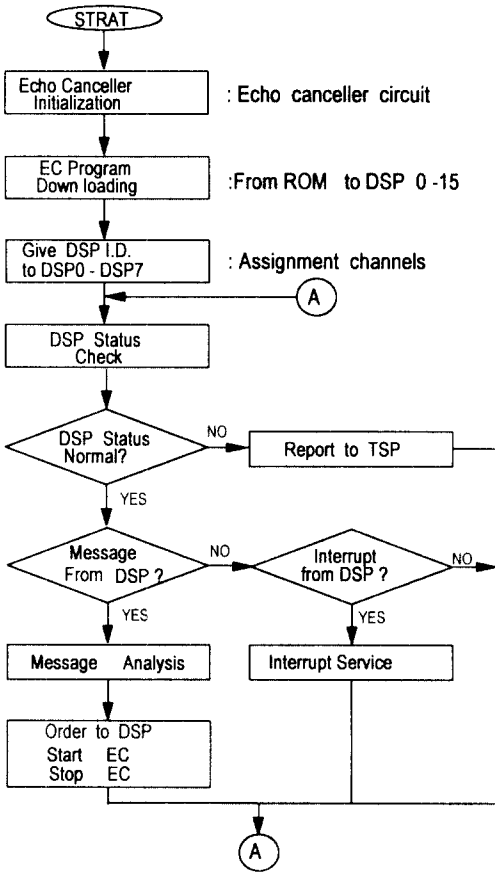 STRAT
Echo Canceller
Initialization
: Echo canceller circuit
EC Program
Down loading
:From ROM to DSP 0 -15
Give DSP I.D.
to DSP0 - DSP7
: Assignment channels
A
DSP Status
Check
DSP Status
Normal?
NO
Report to TSP
YES
Message
From DSP ?
NO
Interrupt
from DSP ?
NO
YES
YES
Message Analysis
Interrupt Service
Order to DSP
Start EC
Stop EC
A